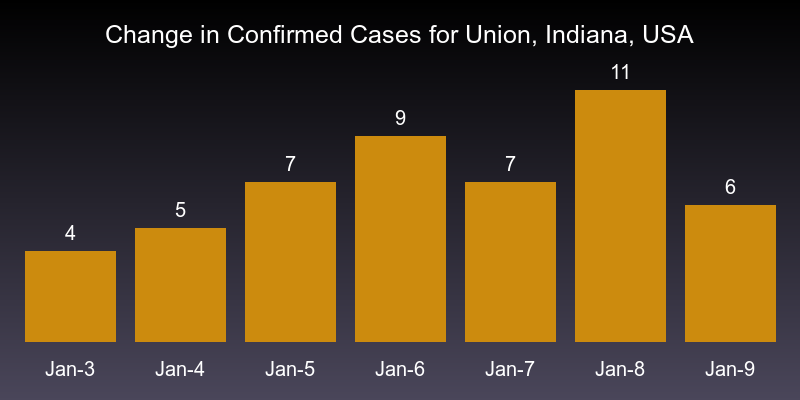 Change in Confirmed Cases for Union, Indiana, USA
4
5
7
9
7
11
6
Jan-3
Jan-4
Jan-5
Jan-6
Jan-7
Jan-8
Jan-9